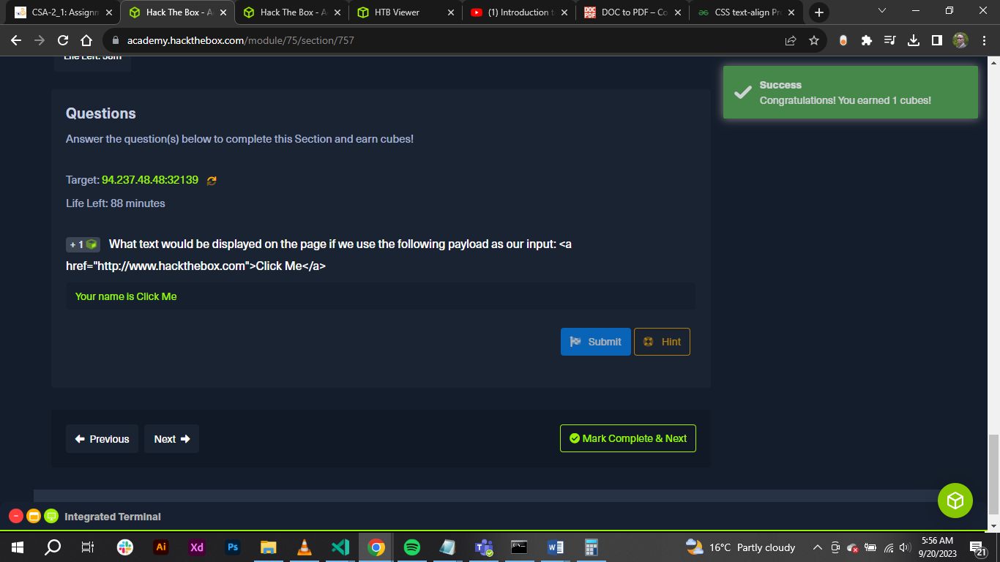 CSA-2_1: Assignm
Hack The Box - A
Hack The Box - A
HTB Viewer
(1) Introduction t
DOC to PDF – Co
CSS text-align Pr
academy.hackthebox.com/module/75/section/757
Life Left: 58m
Success
Congratulations! You earned 1 cubes!
Questions
Answer the question(s) below to complete this Section and earn cubes!
Target: 94.237.48.48:32139
Life Left: 88 minutes
+ 1 What text would be displayed on the page if we use the following payload as our input: <a
href="http://www.hackthebox.com">Click Me</a>
Your name is Click Me
Submit
Hint
Previous
Next
Mark Complete & Next
Integrated Terminal
Ai
Xd
Ps
16°C Partly cloudy
5:56 AM
9/20/2023
21